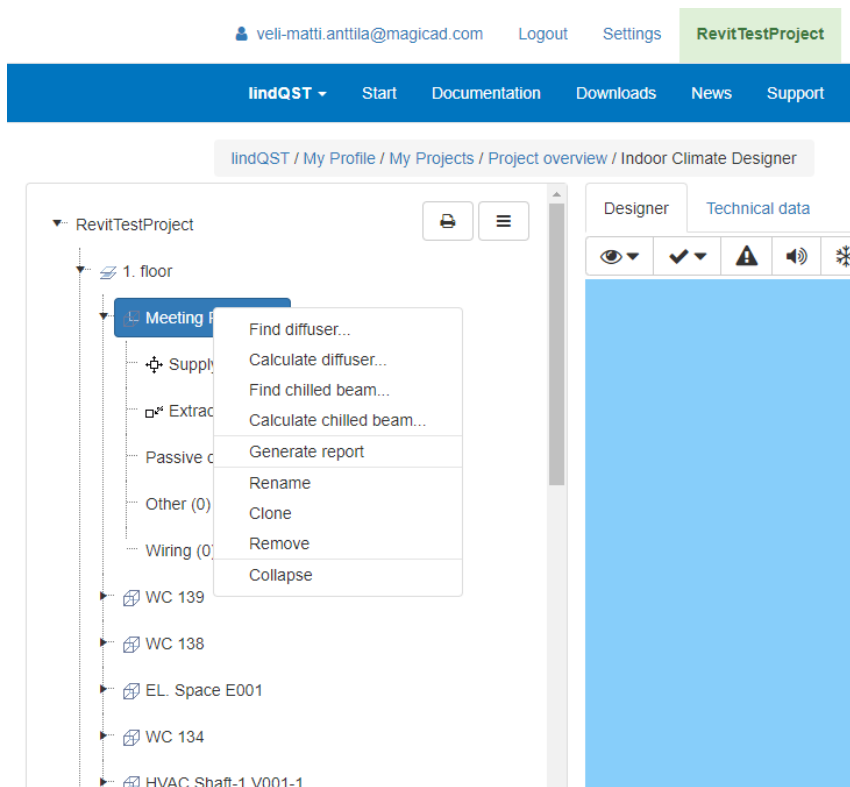 veli-matti.anttila@magicad.com Logout Settings RevitTestProject
lindQST Start Documentation Downloads News Support
lindQST / My Profile / My Projects / Project overview / Indoor Climate Designer
RevitTestProject
1. floor
Meeting
Supply
Extrac
Passive
Other (0)
Wiring (0)
WC 139
WC 138
EL. Space E001
WC 134
HVAC Shaft-1 V001-1
Find diffuser...
Calculate diffuser...
Find chilled beam...
Calculate chilled beam...
Generate report
Rename
Clone
Remove
Collapse
Designer Technical data